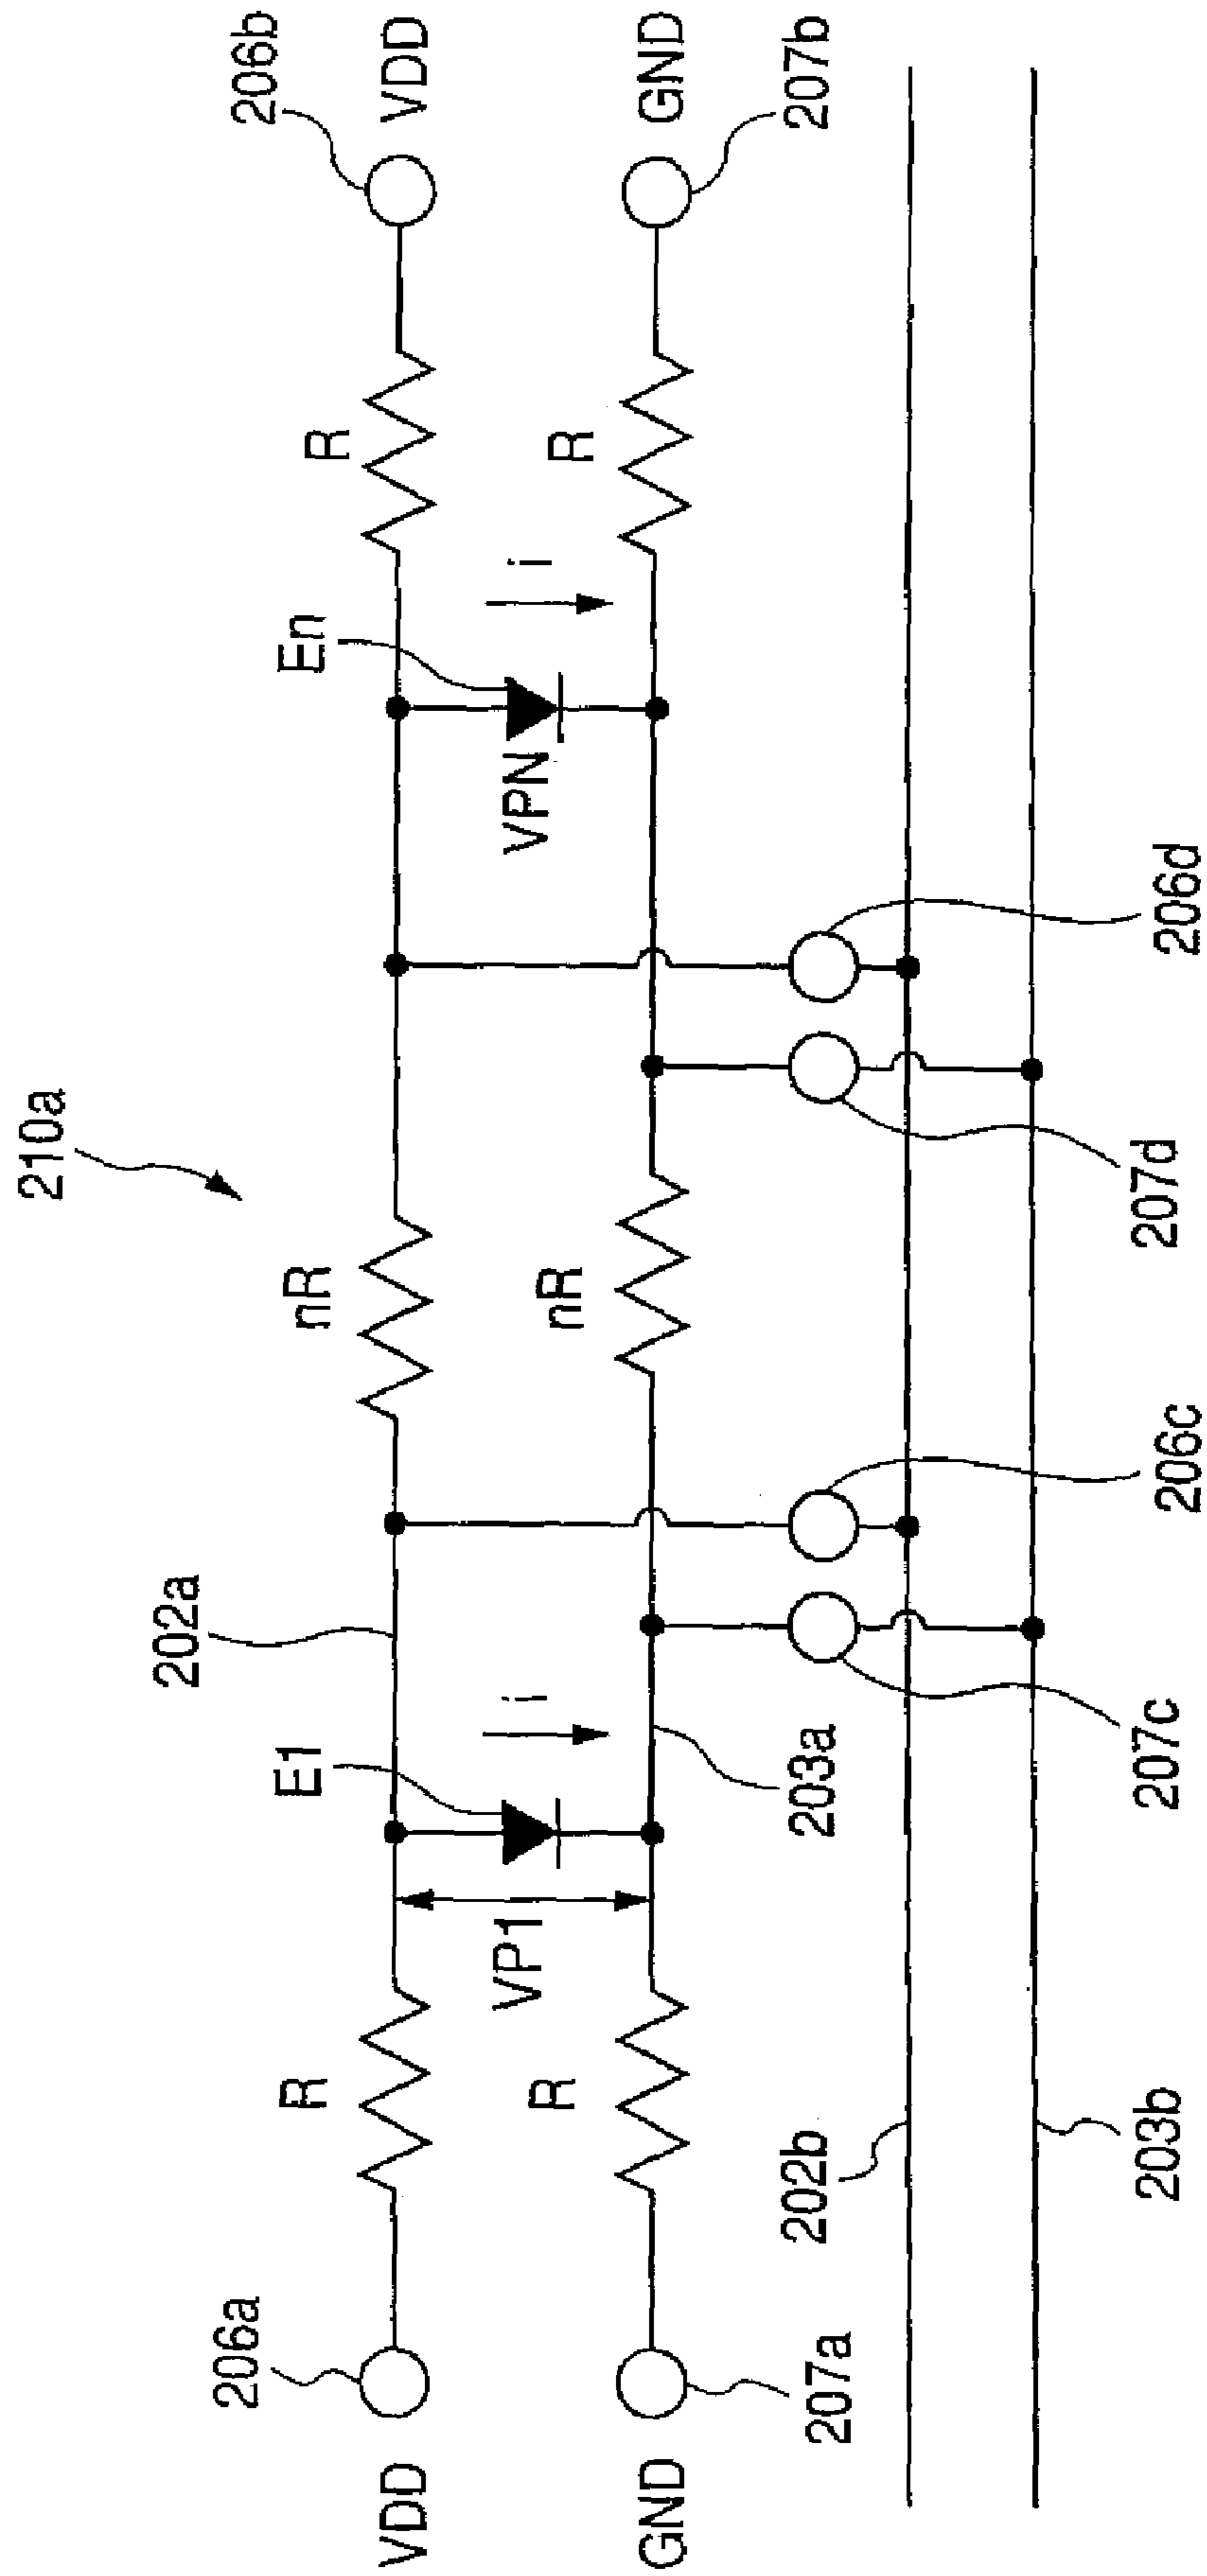 210a
206a
VDD
R
E1
202a
nR
En
R
206b
VDD
VP1
i
VPN
i
GND
R
203a
nR
R
GND
207a
207b
202b
207c
206c
207d
206d
203b